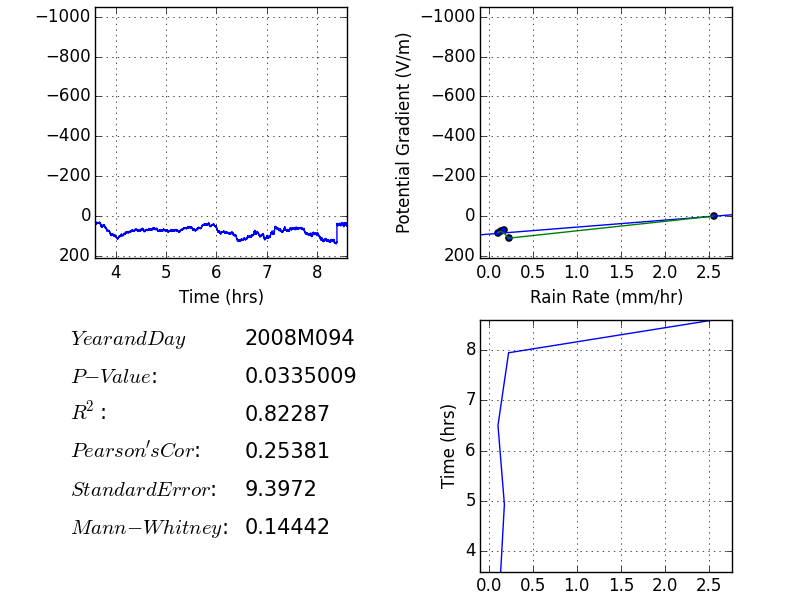 −1000
−800
−600
−400
−200
0
200
4 5 6 7 8
Time (hrs)
Potential Gradient (V/m)
−1000
−800
−600
−400
−200
0
200
0.0 0.5 1.0 1.5 2.0 2.5
Rain Rate (mm/hr)
YearandDay 2008M094
P−Value: 0.0335009
R²: 0.82287
Pearson'sCor: 0.25381
StandardError: 9.3972
Mann−Whitney: 0.14442
Time (hrs)
8
7
6
5
4
0.0 0.5 1.0 1.5 2.0 2.5